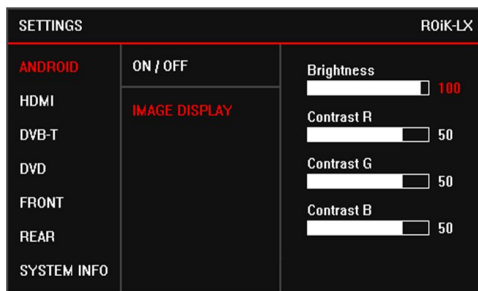 SETTINGS ROiK-LX
ANDROID
HDMI
DVB-T
DVD
FRONT
REAR
SYSTEM INFO
ON / OFF
IMAGE DISPLAY
Brightness
100
Contrast R
50
Contrast G
50
Contrast B
50